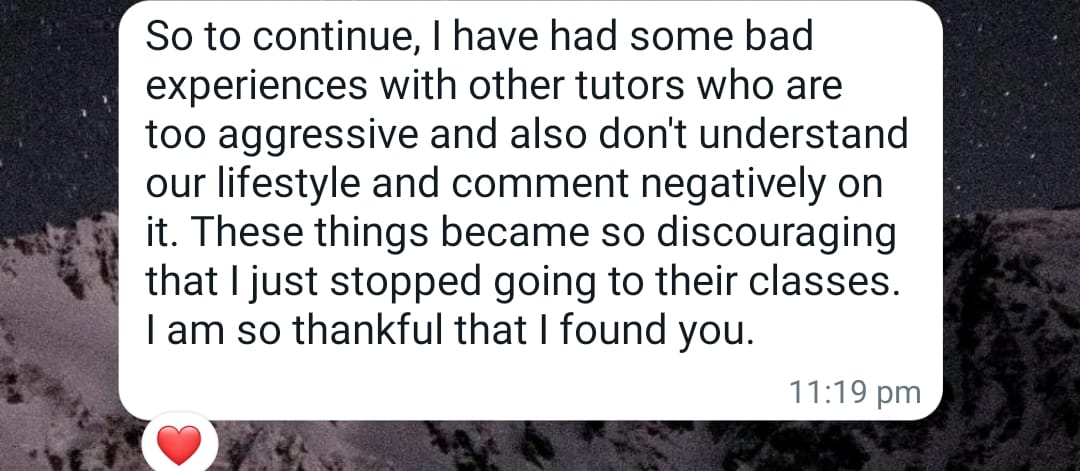 So to continue, I have had some bad
experiences with other tutors who are
too aggressive and also don't understand
our lifestyle and comment negatively on
it. These things became so discouraging
that I just stopped going to their classes.
I am so thankful that I found you.
11:19 pm